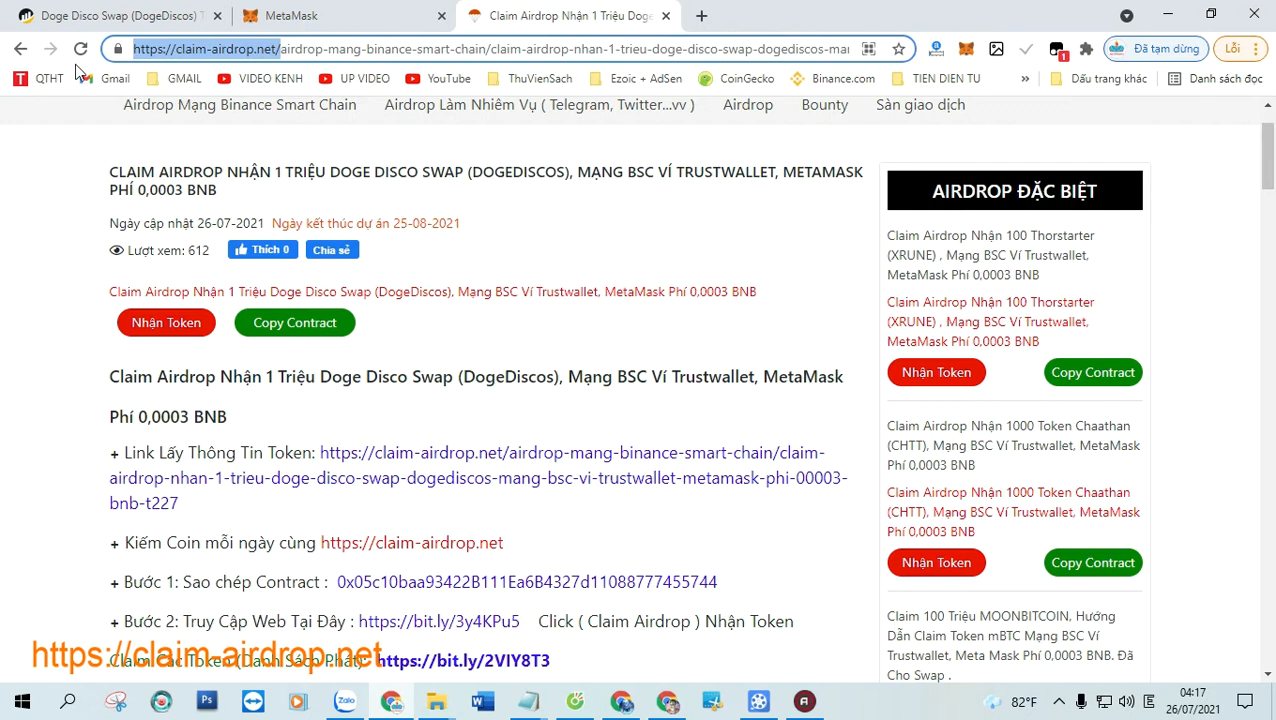 Doge Disco Swap (DogeDiscos) T
MetaMask
Claim Airdrop Nhận 1 Triệu Doge
https://claim-airdrop.net/airdrop-mang-binance-smart-chain/claim-airdrop-nhan-1-trieu-doge-disco-swap-dogediscos-mar
1
Đã tạm dừng
Lỗi
QTHT
Gmail
GMAIL
VIDEO KENH
UP VIDEO
YouTube
ThuVienSach
Ezoic + AdSen
CoinGecko
Binance.com
TIEN DIEN TU
»
Dấu trang khác
Danh sách đọc
Airdrop Mạng Binance Smart Chain
Airdrop Làm Nhiêm Vụ ( Telegram, Twitter...vv )
Airdrop
Bounty
Sàn giao dịch
CLAIM AIRDROP NHẬN 1 TRIỆU DOGE DISCO SWAP (DOGEDISCOS), MẠNG BSC VÍ TRUSTWALLET, METAMASK
PHÍ 0,0003 BNB
Ngày cập nhật 26-07-2021 Ngày kết thúc dự án 25-08-2021
Lượt xem: 612
Thích 0
Chia sẻ
Claim Airdrop Nhận 1 Triệu Doge Disco Swap (DogeDiscos), Mạng BSC Ví Trustwallet, MetaMask Phí 0,0003 BNB
Nhận Token
Copy Contract
Claim Airdrop Nhận 1 Triệu Doge Disco Swap (DogeDiscos), Mạng BSC Ví Trustwallet, MetaMask
Phí 0,0003 BNB
+ Link Lấy Thông Tin Token: https://claim-airdrop.net/airdrop-mang-binance-smart-chain/claim-
airdrop-nhan-1-trieu-doge-disco-swap-dogediscos-mang-bsc-vi-trustwallet-metamask-phi-00003-
bnb-t227
+ Kiếm Coin mỗi ngày cùng https://claim-airdrop.net
+ Bước 1: Sao chép Contract : 0x05c10baa93422B111Ea6B4327d11088777455744
+ Bước 2: Truy Cập Web Tại Đây : https://bit.ly/3y4KPu5 Click ( Claim Airdrop ) Nhận Token
Claim Các Token (Danh Sách Phát): https://bit.ly/2VIY8T3
https://claim-airdrop.net
AIRDROP ĐẶC BIỆT
Claim Airdrop Nhận 100 Thorstarter
(XRUNE) , Mạng BSC Ví Trustwallet,
MetaMask Phí 0,0003 BNB
Claim Airdrop Nhận 100 Thorstarter
(XRUNE) , Mạng BSC Ví Trustwallet,
MetaMask Phí 0,0003 BNB
Nhận Token
Copy Contract
Claim Airdrop Nhận 1000 Token Chaathan
(CHTT), Mạng BSC Ví Trustwallet, MetaMask
Phí 0,0003 BNB
Claim Airdrop Nhận 1000 Token Chaathan
(CHTT), Mạng BSC Ví Trustwallet, MetaMask
Phí 0,0003 BNB
Nhận Token
Copy Contract
Claim 100 Triệu MOONBITCOIN, Hướng
Dẫn Claim Token mBTC Mạng BSC Ví
Trustwallet, Meta Mask Phí 0,0003 BNB. Đã
Cho Swap .
Zalo
82°F
04:17
26/07/2021